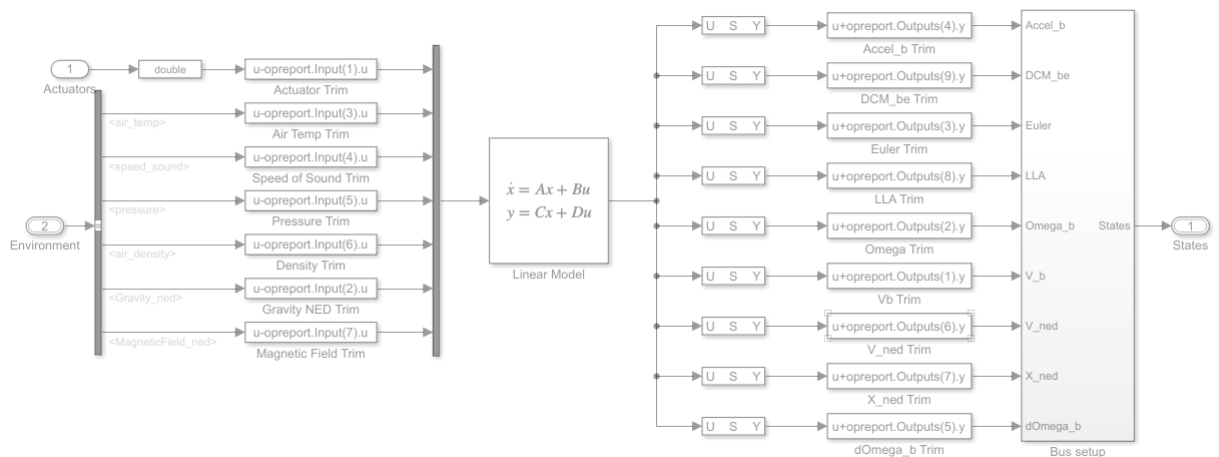 1
Actuators
double
u-opreport.Input(1).u
Actuator Trim
<air_temp>
u-opreport.Input(3).u
Air Temp Trim
<speed_sound>
u-opreport.Input(4).u
Speed of Sound Trim
<pressure>
u-opreport.Input(5).u
Pressure Trim
2
Environment
<air_density>
u-opreport.Input(6).u
Density Trim
<Gravity_ned>
u-opreport.Input(2).u
Gravity NED Trim
<MagneticField_ned>
u-opreport.Input(7).u
Magnetic Field Trim
ẋ = Ax + Bu
y = Cx + Du
Linear Model
U S Y
u+opreport.Outputs(4).y
Accel_b Trim
Accel_b
U S Y
u+opreport.Outputs(9).y
DCM_be Trim
DCM_be
U S Y
u+opreport.Outputs(3).y
Euler Trim
Euler
U S Y
u+opreport.Outputs(8).y
LLA Trim
LLA
U S Y
u+opreport.Outputs(2).y
Omega Trim
Omega_b
U S Y
u+opreport.Outputs(1).y
Vb Trim
V_b
U S Y
u+opreport.Outputs(6).y
V_ned Trim
V_ned
U S Y
u+opreport.Outputs(7).y
X_ned Trim
X_ned
U S Y
u+opreport.Outputs(5).y
dOmega_b Trim
dOmega_b
States
Bus setup
1
States